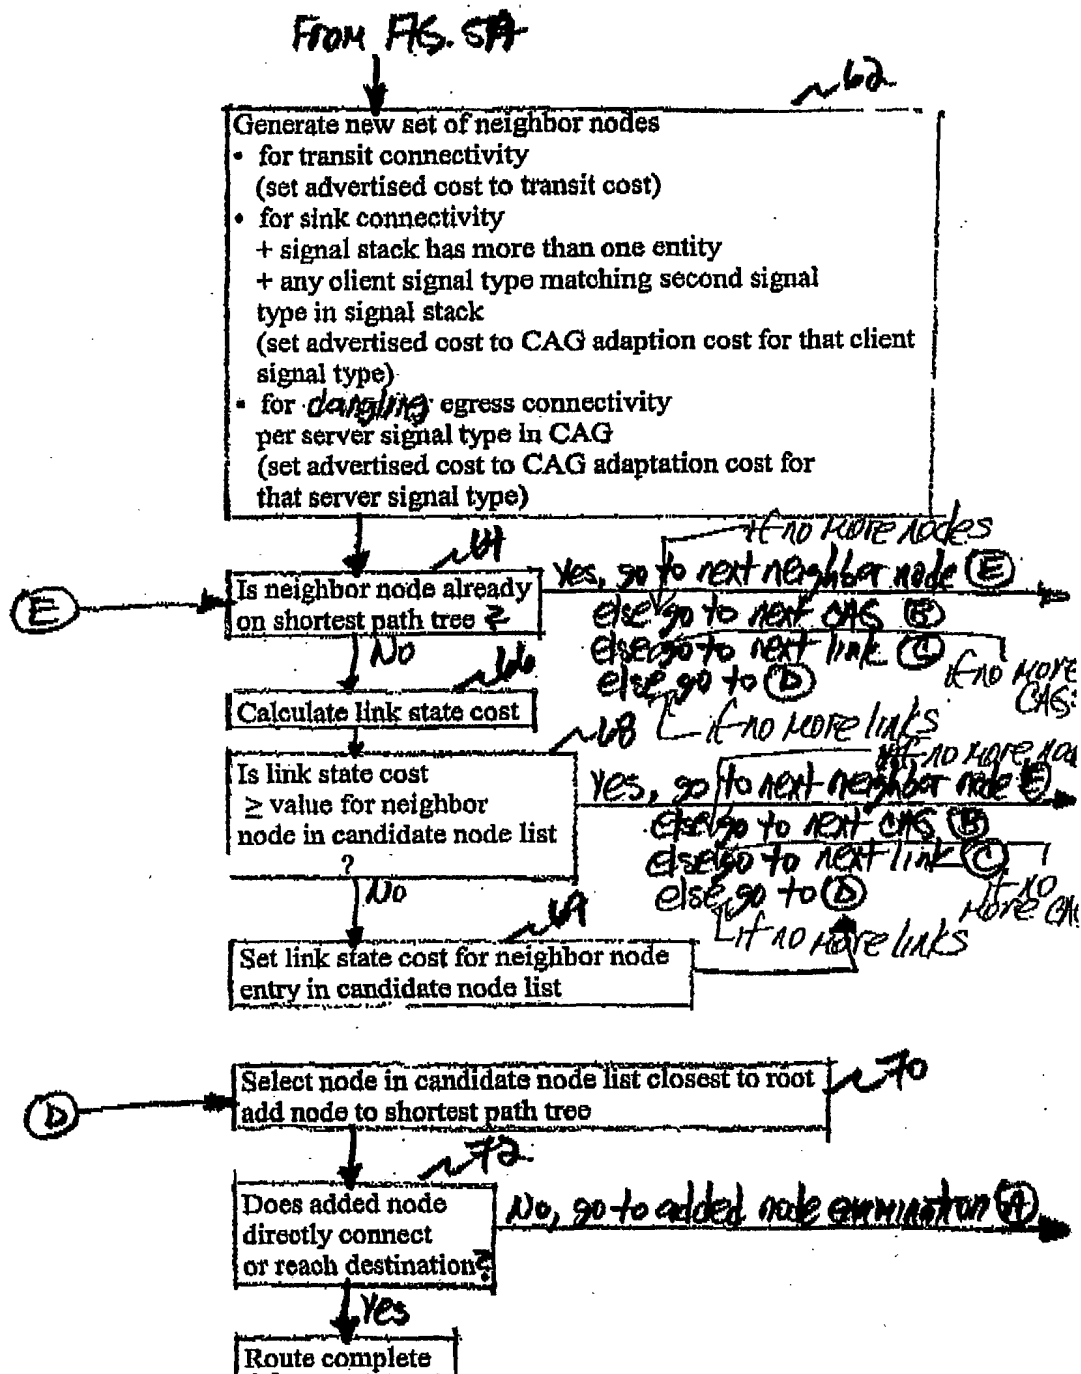 FROM FIG. 5A
62
Generate new set of neighbor nodes
• for transit connectivity
(set advertised cost to transit cost)
• for sink connectivity
+ signal stack has more than one entity
+ any client signal type matching second signal
type in signal stack
(set advertised cost to CAG adaption cost for that client
signal type)
• for dangling egress connectivity
per server signal type in CAG
(set advertised cost to CAG adaptation cost for
that server signal type)
if no more nodes
64
Yes, go to next neighbor node (E)
E
Is neighbor node already
on shortest path tree ?
else go to next CAG (B)
else go to next link (C)
if no more
CAGs
else go to (D)
No
66
Calculate link state cost
if no more links
68
if no more nod
Is link state cost
≥ value for neighbor
node in candidate node list
?
Yes, go to next neighbor node (E)
else go to next CAG (B)
else go to next link (C)
else go to (D)
if no
more CAG
if no more links
No
69
Set link state cost for neighbor node
entry in candidate node list
70
D
Select node in candidate node list closest to root
add node to shortest path tree
72
Does added node
directly connect
or reach destination?
No, go to added node examination (A)
Yes
Route complete